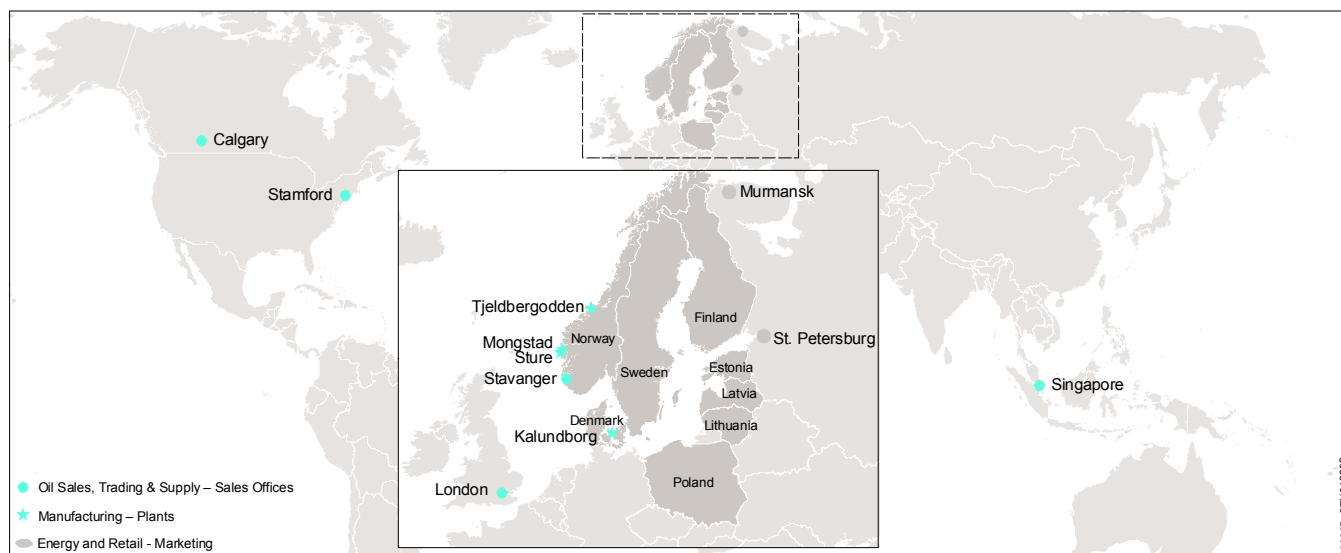 Calgary
Stamford
Murmansk
Tjeldbergodden
Finland
Mongstad
Norway
St. Petersburg
Sture
Estonia
Stavanger
Sweden
Singapore
Latvia
Denmark
Lithuania
Kalundborg
Poland
London
Oil Sales, Trading & Supply – Sales Offices
Manufacturing – Plants
Energy and Retail - Marketing